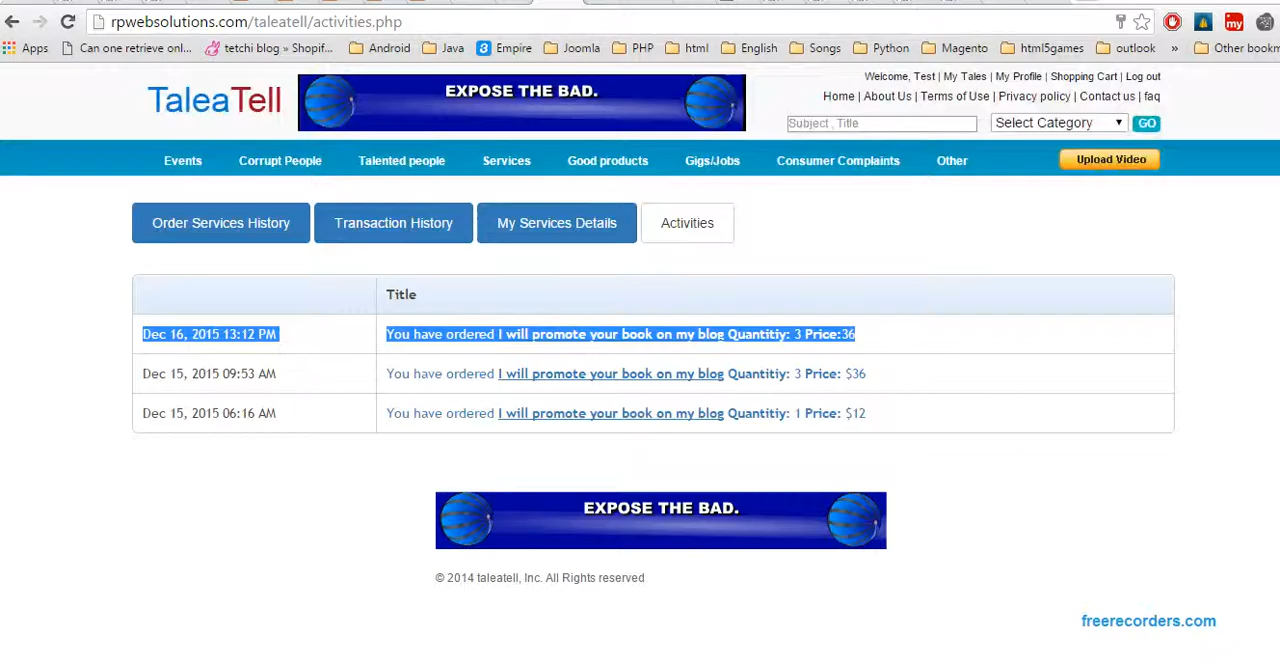 rpwebsolutions.com/taleatell/activities.php
Apps Can one retrieve onl... tetchi blog » Shopif... Android Java Empire Joomla PHP html English Songs Python Magento html5games outlook » Other bookm
TaleaTell
EXPOSE THE BAD.
Welcome, Test | My Tales | My Profile | Shopping Cart | Log out
Home | About Us | Terms of Use | Privacy policy | Contact us | faq
Subject , Title Select Category GO
Events Corrupt People Talented people Services Good products Gigs/Jobs Consumer Complaints Other Upload Video
Order Services History Transaction History My Services Details Activities
Title
Dec 16, 2015 13:12 PM You have ordered I will promote your book on my blog Quantitiy: 3 Price:36
Dec 15, 2015 09:53 AM You have ordered I will promote your book on my blog Quantitiy: 3 Price: $36
Dec 15, 2015 06:16 AM You have ordered I will promote your book on my blog Quantitiy: 1 Price: $12
EXPOSE THE BAD.
© 2014 taleatell, Inc. All Rights reserved
freerecorders.com